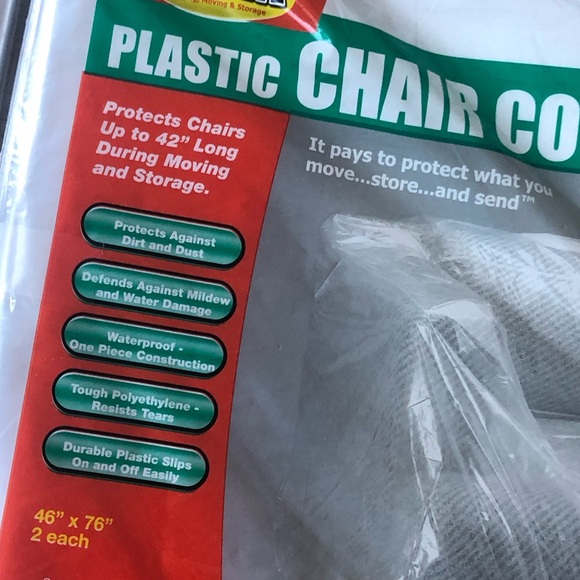 Moving & Storage
PLASTIC CHAIR CO
Protects Chairs
Up to 42” Long
During Moving
and Storage.
It pays to protect what you
move...store...and send™
Protects Against
Dirt and Dust
Defends Against Mildew
and Water Damage
Waterproof -
One Piece Construction
Tough Polyethylene -
Resists Tears
Durable Plastic Slips
On and Off Easily
46” x 76”
2 each